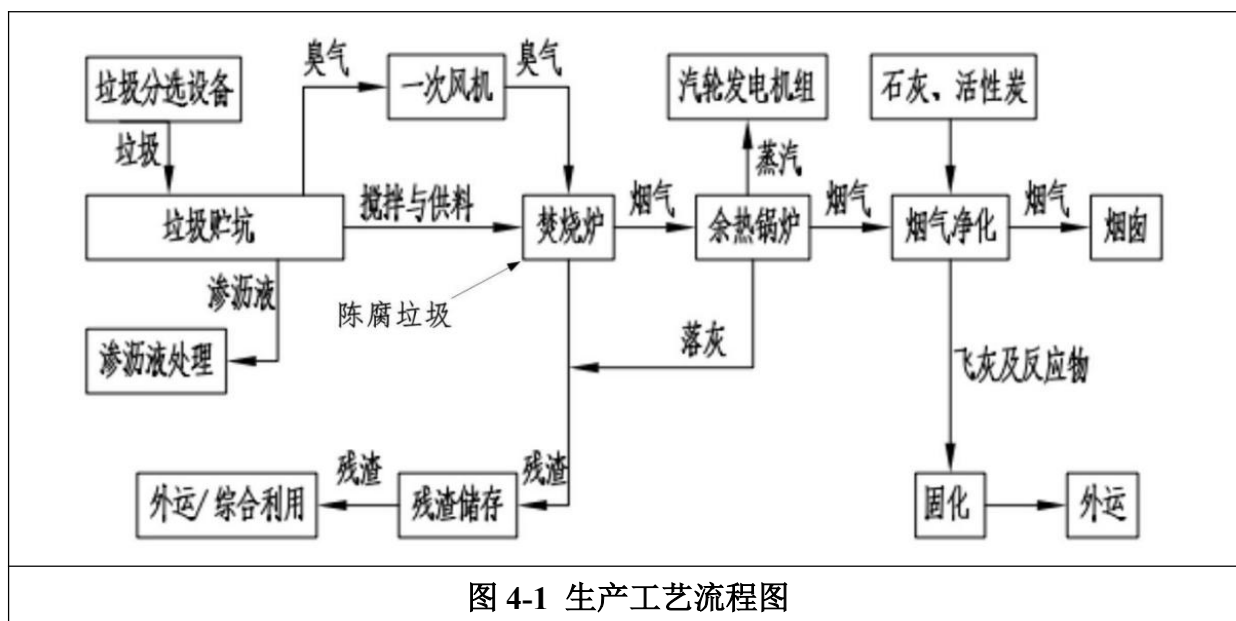 臭气
臭气
垃圾分选设备
一次风机
汽轮发电机组
石灰、活性炭
垃圾
蒸汽
搅拌与供料
烟气
烟气
烟气
垃圾贮坑
焚烧炉
余热锅炉
烟气净化
烟囱
渗沥液
陈腐垃圾
渗沥液处理
落灰
飞灰及反应物
残渣
残渣
外运/综合利用
残渣储存
固化
外运
图 4-1 生产工艺流程图